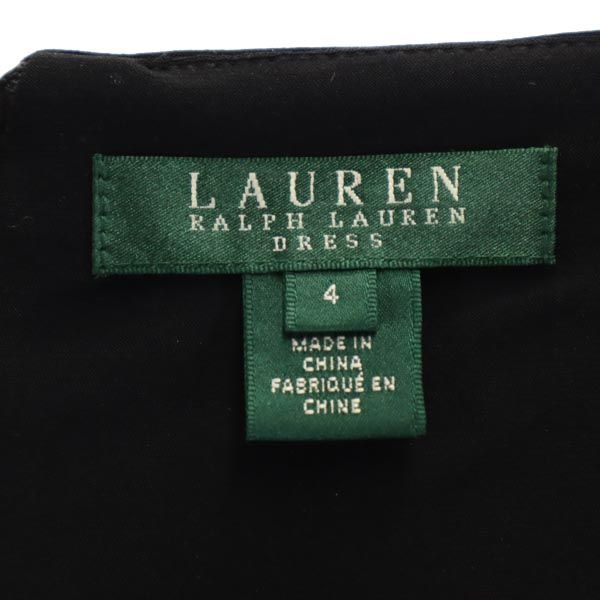 LAUREN
RALPH LAUREN
DRESS
4
MADE IN
CHINA
FABRIQUÉ EN
CHINE